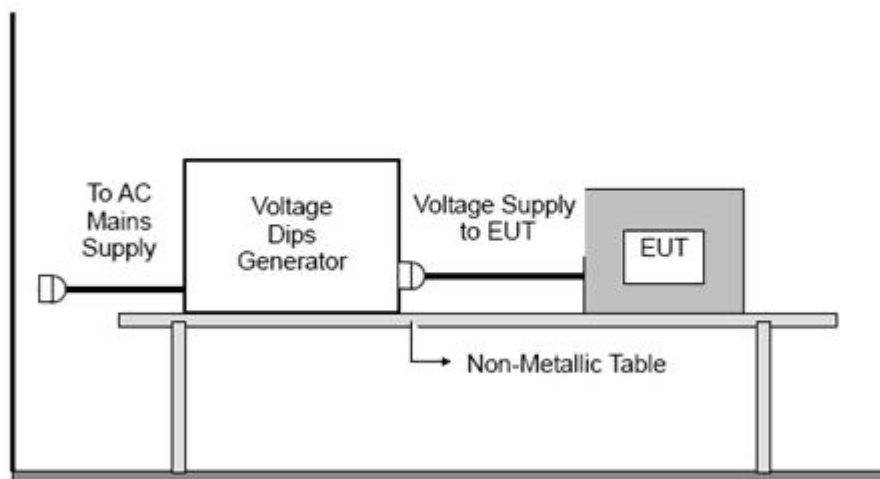 To AC
Mains
Supply
Voltage
Dips
Generator
Voltage Supply
to EUT
EUT
Non-Metallic Table